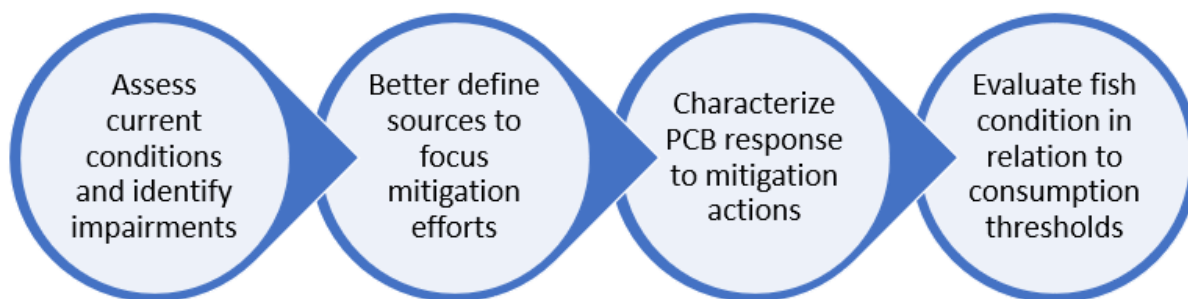 Assess
current
conditions
and identify
impairments
Better define
sources to
focus
mitigation
efforts
Characterize
PCB response
to mitigation
actions
Evaluate fish
condition in
relation to
consumption
thresholds